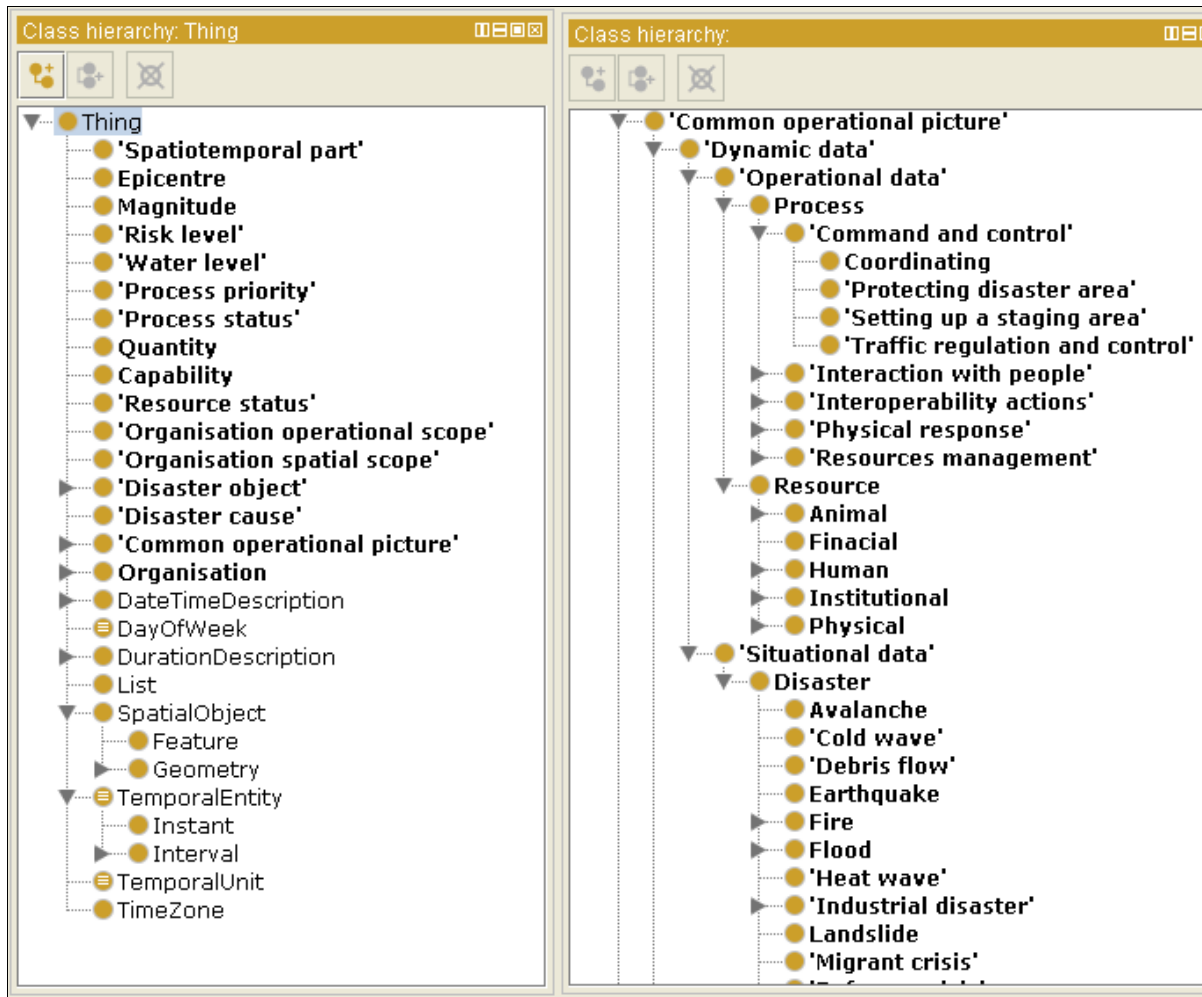 Class hierarchy: Thing
Thing
'Spatiotemporal part'
Epicentre
Magnitude
'Risk level'
'Water level'
'Process priority'
'Process status'
Quantity
Capability
'Resource status'
'Organisation operational scope'
'Organisation spatial scope'
'Disaster object'
'Disaster cause'
'Common operational picture'
Organisation
DateTimeDescription
DayOfWeek
DurationDescription
List
SpatialObject
Feature
Geometry
TemporalEntity
Instant
Interval
TemporalUnit
TimeZone
Class hierarchy:
'Common operational picture'
'Dynamic data'
'Operational data'
Process
'Command and control'
Coordinating
'Protecting disaster area'
'Setting up a staging area'
'Traffic regulation and control'
'Interaction with people'
'Interoperability actions'
'Physical response'
'Resources management'
Resource
Animal
Finacial
Human
Institutional
Physical
'Situational data'
Disaster
Avalanche
'Cold wave'
'Debris flow'
Earthquake
Fire
Flood
'Heat wave'
'Industrial disaster'
Landslide
'Migrant crisis'